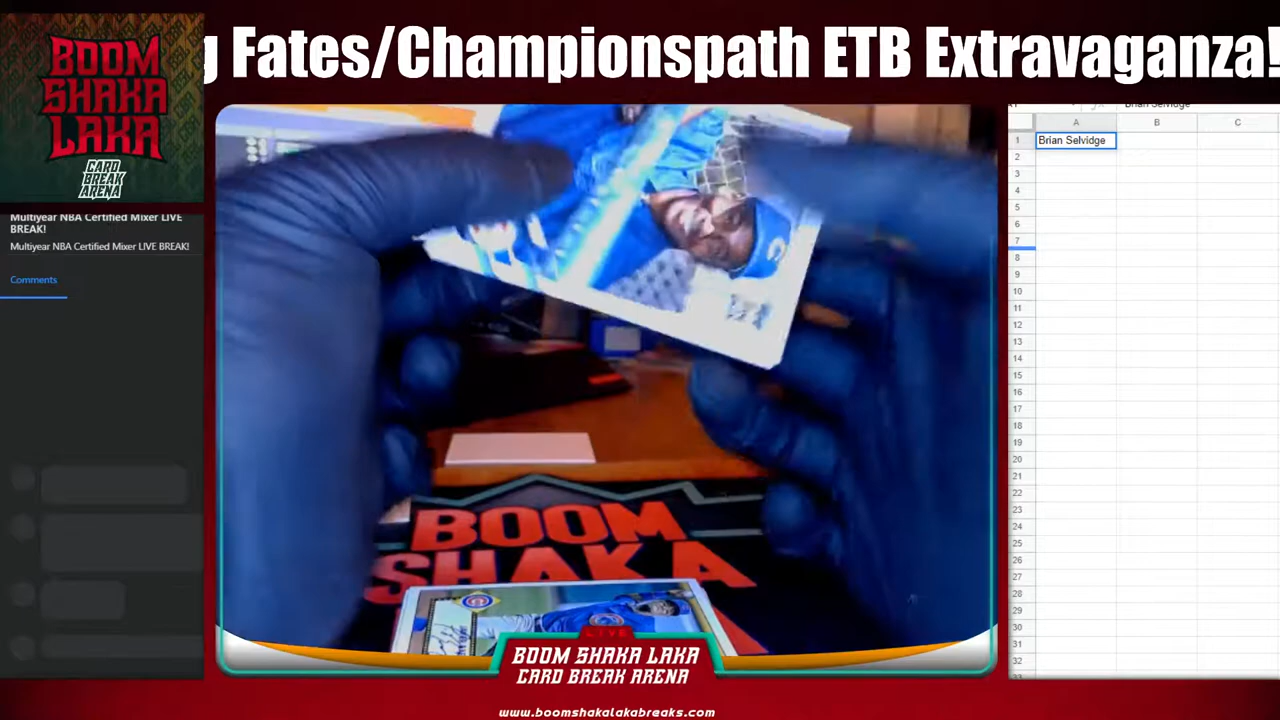 g Fates/Championspath ETB Extravaganza!
BOOM
SHAKA
LAKA
CARD
BREAK
ARENA
Multiyear NBA Certified Mixer LIVE
BREAK!
Multiyear NBA Certified Mixer LIVE BREAK!
Comments
Brian Selvidge
A B C
1 Brian Selvidge
2
3
4
5
6
7
8
9
10
11
12
13
14
15
16
17
18
19
20
21
22
23
24
25
26
27
28
29
30
31
32
BOOM
SHAKA
LIVE
BOOM SHAKA LAKA
CARD BREAK ARENA
www.boomshakalakabreaks.com